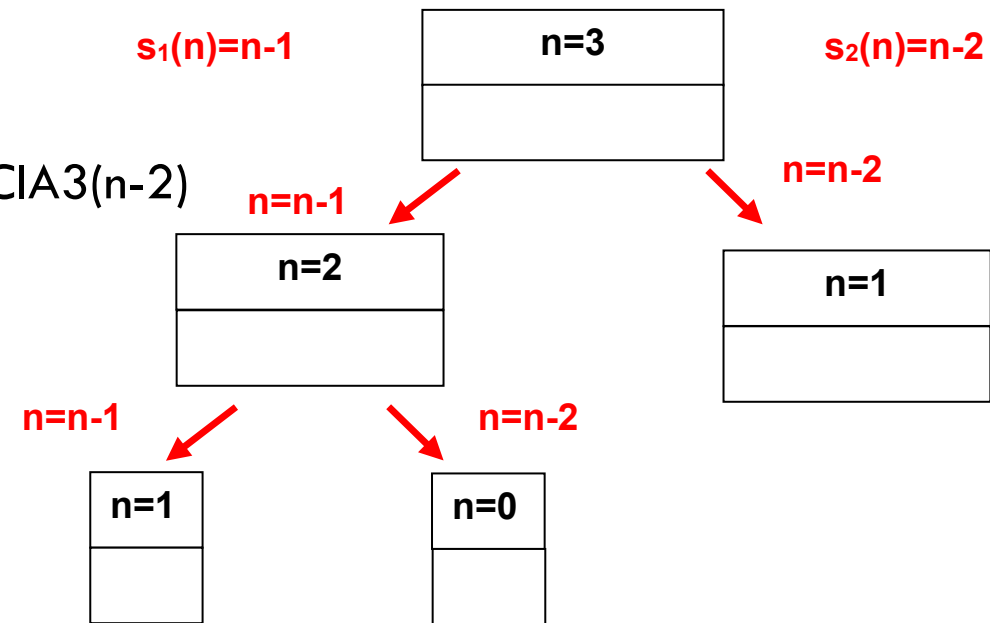 s₁(n)=n-1
n=3
s₂(n)=n-2
CIA3(n-2)
n=n-1
n=n-2
n=2
n=1
n=n-1
n=n-2
n=1
n=0